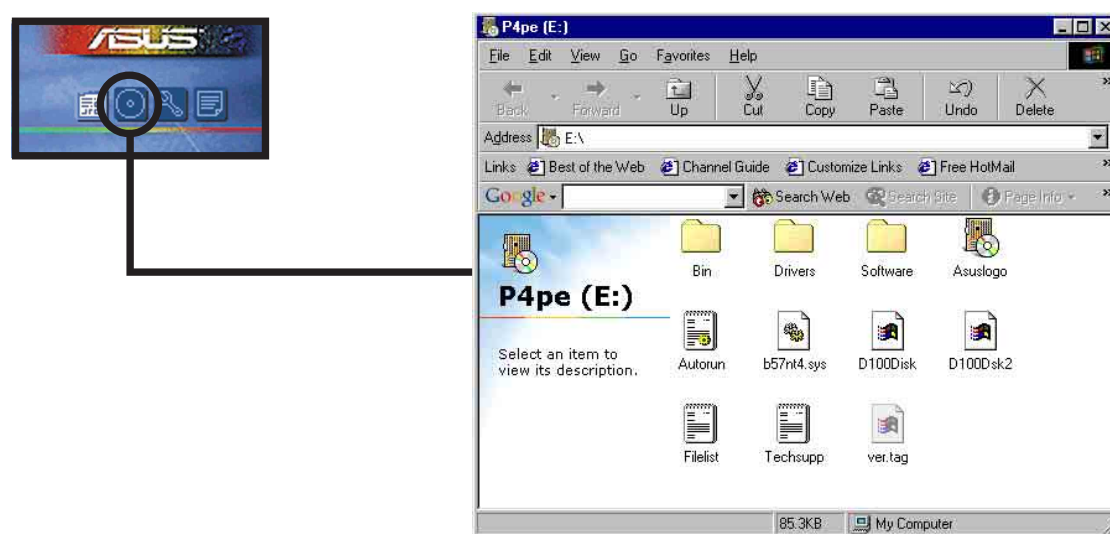 ASUS
P4pe (E:)
File Edit View Go Favorites Help
Back Forward Up Cut Copy Paste Undo Delete »
Address E:\
Links Best of the Web Channel Guide Customize Links Free HotMail »
Google Search Web Search Site Page Info »
Bin Drivers Software Asuslogo
P4pe (E:)
Select an item to
view its description.
Autorun b57nt4.sys D100Disk D100Dsk2
Filelist Techsupp ver.tag
85.3KB My Computer